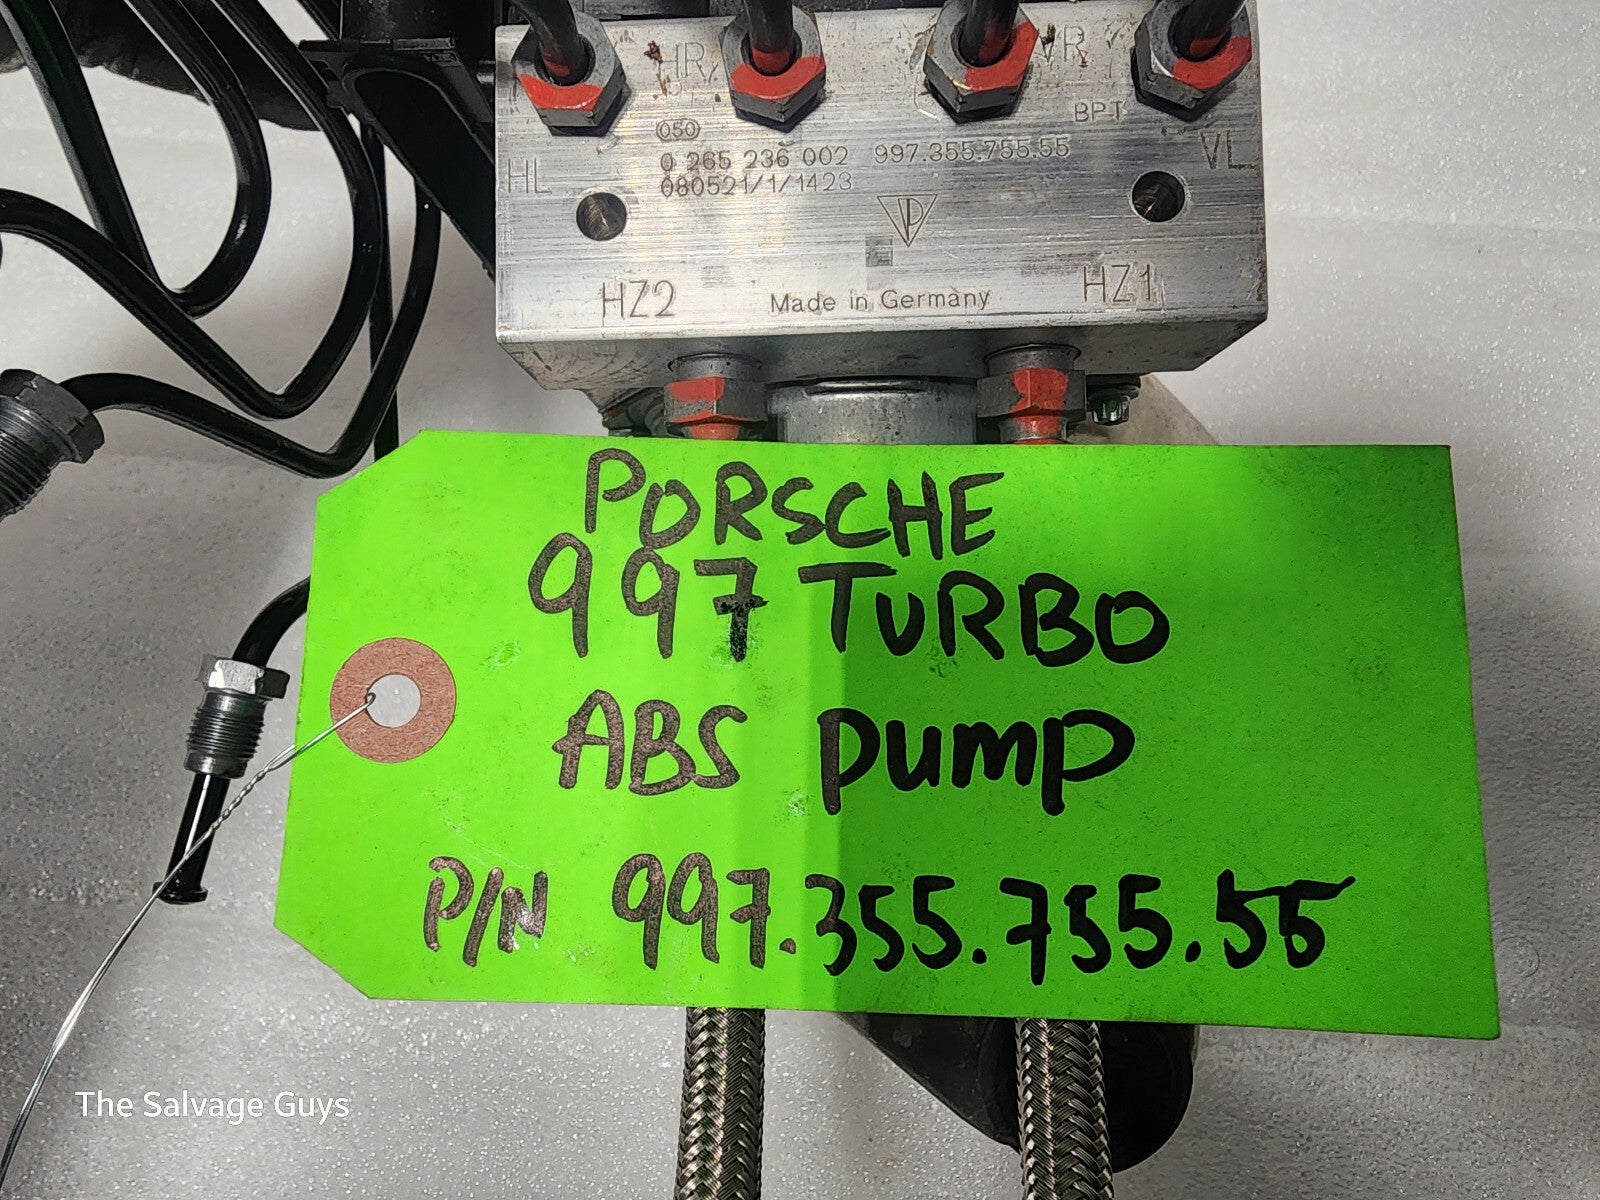 HR
VR
BPT
050
0 265 236 002 997.355.755.55
080521/1/1423
HL
VL
HZ2
HZ1
Made in Germany
PORSCHE
997 TURBO
ABS PUMP
P/N 997.355.755.55
The Salvage Guys